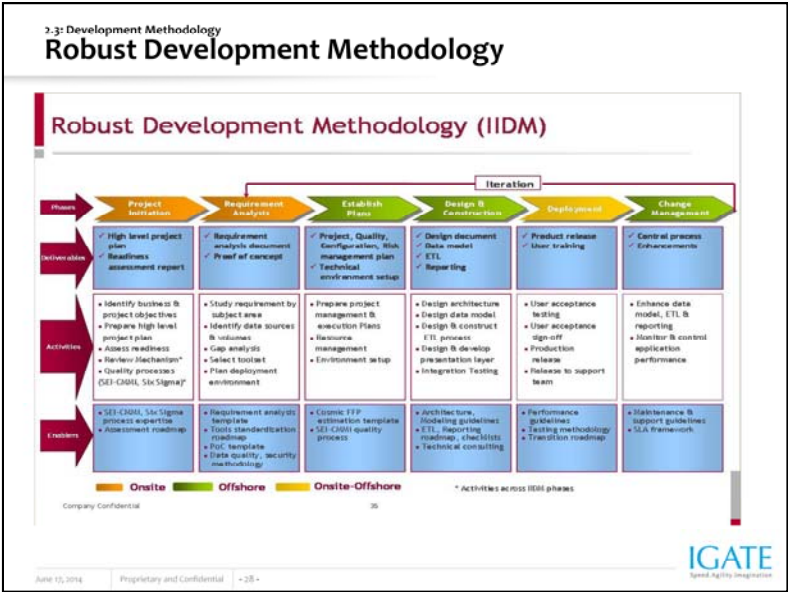 2.3: Development Methodology
Robust Development Methodology
Robust Development Methodology (IIDM)
Iteration
Phases
Project
Initiation
Requirement
Analysis
Establish
Plans
Design &
Construction
Deployment
Change
Management
Deliverables
✓ High level project
plan
✓ Readiness
assessment report
✓ Requirement
analysis document
✓ Proof of concept
✓ Project, Quality,
Configuration, Risk
management plan
✓ Technical
environment setup
✓ Design document
✓ Data model
✓ ETL
✓ Reporting
✓ Product release
✓ User training
✓ Control process
✓ Enhancements
Activities
• Identify business &
project objectives
• Prepare high level
project plan
• Assess readiness
• Review Mechanism*
• Quality processes
(SEI-CMMI, Six Sigma)*
• Study requirement by
subject area
• Identify data sources
& volumes
• Gap analysis
• Select toolset
• Plan deployment
environment
• Prepare project
management &
execution Plans
• Resource
management
• Environment setup
• Design architecture
• Design data model
• Design & construct
ETL process
• Design & develop
presentation layer
• Integration Testing
• User acceptance
testing
• User acceptance
sign-off
• Production
release
• Release to support
team
• Enhance data
model, ETL &
reporting
• Monitor & control
application
performance
Enablers
• SEI-CMMI, Six Sigma
process expertise
• Assessment roadmap
• Requirement analysis
template
• Tools standardization
roadmap
• PoC template
• Data quality, security
methodology
• Cosmic FFP
estimation template
• SEI-CMMI quality
process
• Architecture,
Modeling guidelines
• ETL, Reporting
roadmap, checklists
• Technical consulting
• Performance
guidelines
• Testing methodology
• Transition roadmap
• Maintenance &
support guidelines
• SLA framework
Onsite
Offshore
Onsite-Offshore
* Activities across IIDM phases
Company Confidential
35
IGATE
Speed.Agility.Imagination
June 17, 2014
Proprietary and Confidential
- 28 -